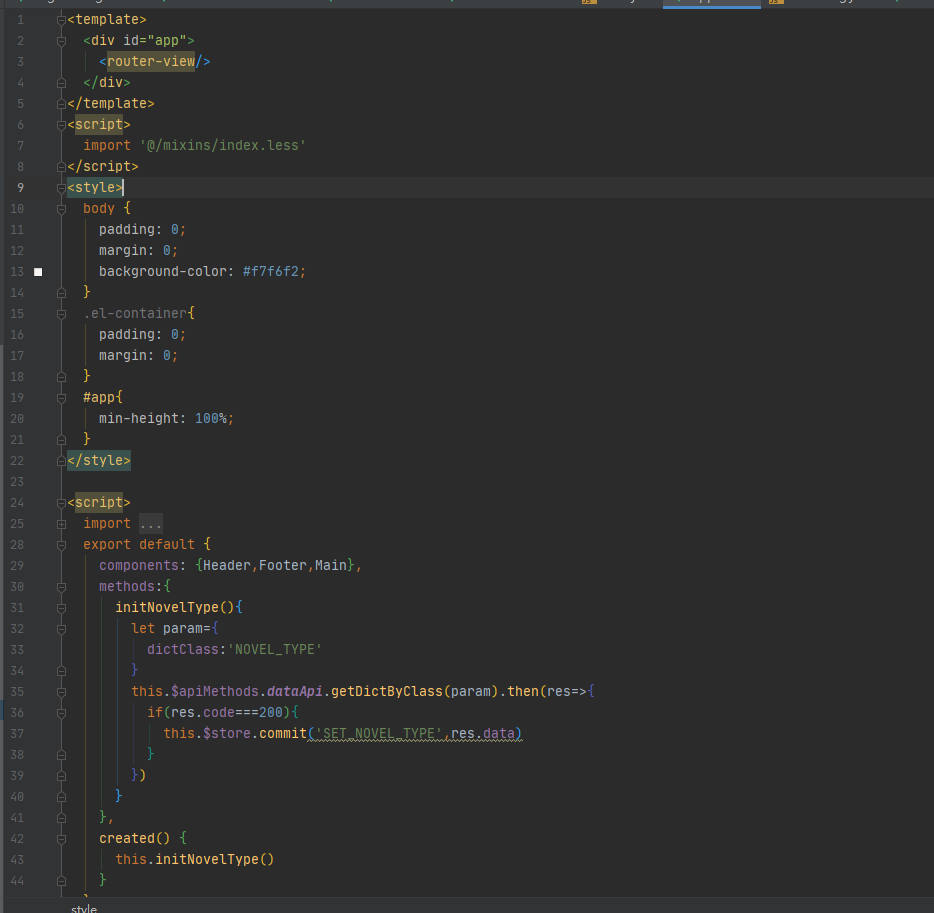 1 <template>
2 <div id="app">
3 <router-view/>
4 </div>
5 </template>
6 <script>
7 import '@/mixins/index.less'
8 </script>
9 <style>
10 body {
11 padding: 0;
12 margin: 0;
13 background-color: #f7f6f2;
14 }
15 .el-container{
16 padding: 0;
17 margin: 0;
18 }
19 #app{
20 min-height: 100%;
21 }
22 </style>
23
24 <script>
25 import ...
28 export default {
29 components: {Header,Footer,Main},
30 methods:{
31 initNovelType(){
32 let param={
33 dictClass:'NOVEL_TYPE'
34 }
35 this.$apiMethods.dataApi.getDictByClass(param).then(res=>{
36 if(res.code===200){
37 this.$store.commit('SET_NOVEL_TYPE',res.data)
38 }
39 })
40 }
41 },
42 created() {
43 this.initNovelType()
44 }
style